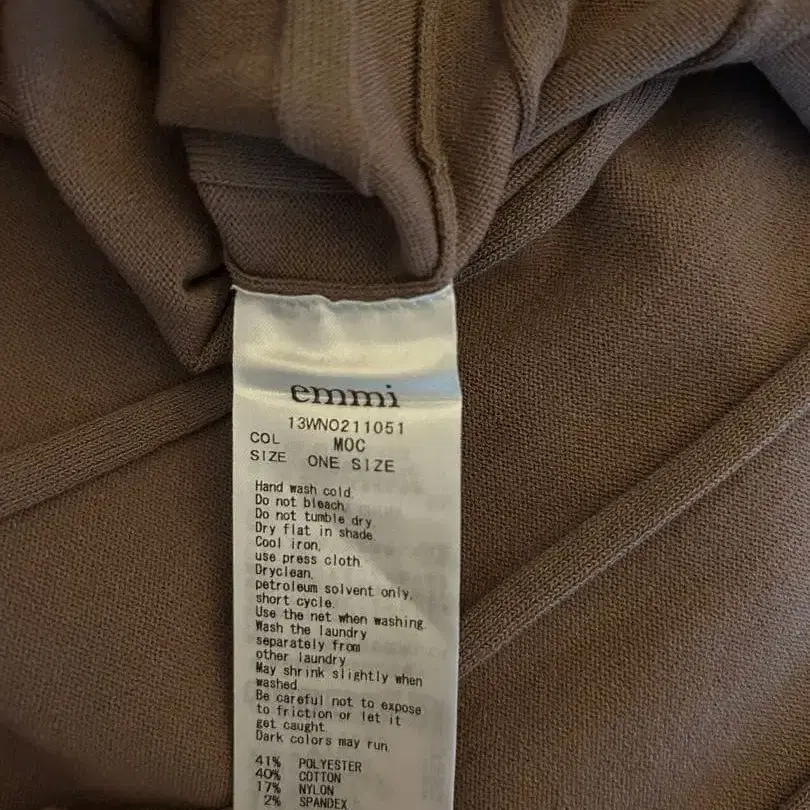 emmi
13WNO211051
COL MOC
SIZE ONE SIZE
Hand wash cold.
Do not bleach.
Do not tumble dry.
Dry flat in shade.
Cool iron,
use press cloth.
Dryclean,
petroleum solvent only,
short cycle.
Use the net when washing.
Wash the laundry
separately from
other laundry.
May shrink slightly when
washed.
Be careful not to expose
to friction or let it
get caught.
Dark colors may run.
41% POLYESTER
40% COTTON
17% NYLON
2% SPANDEX